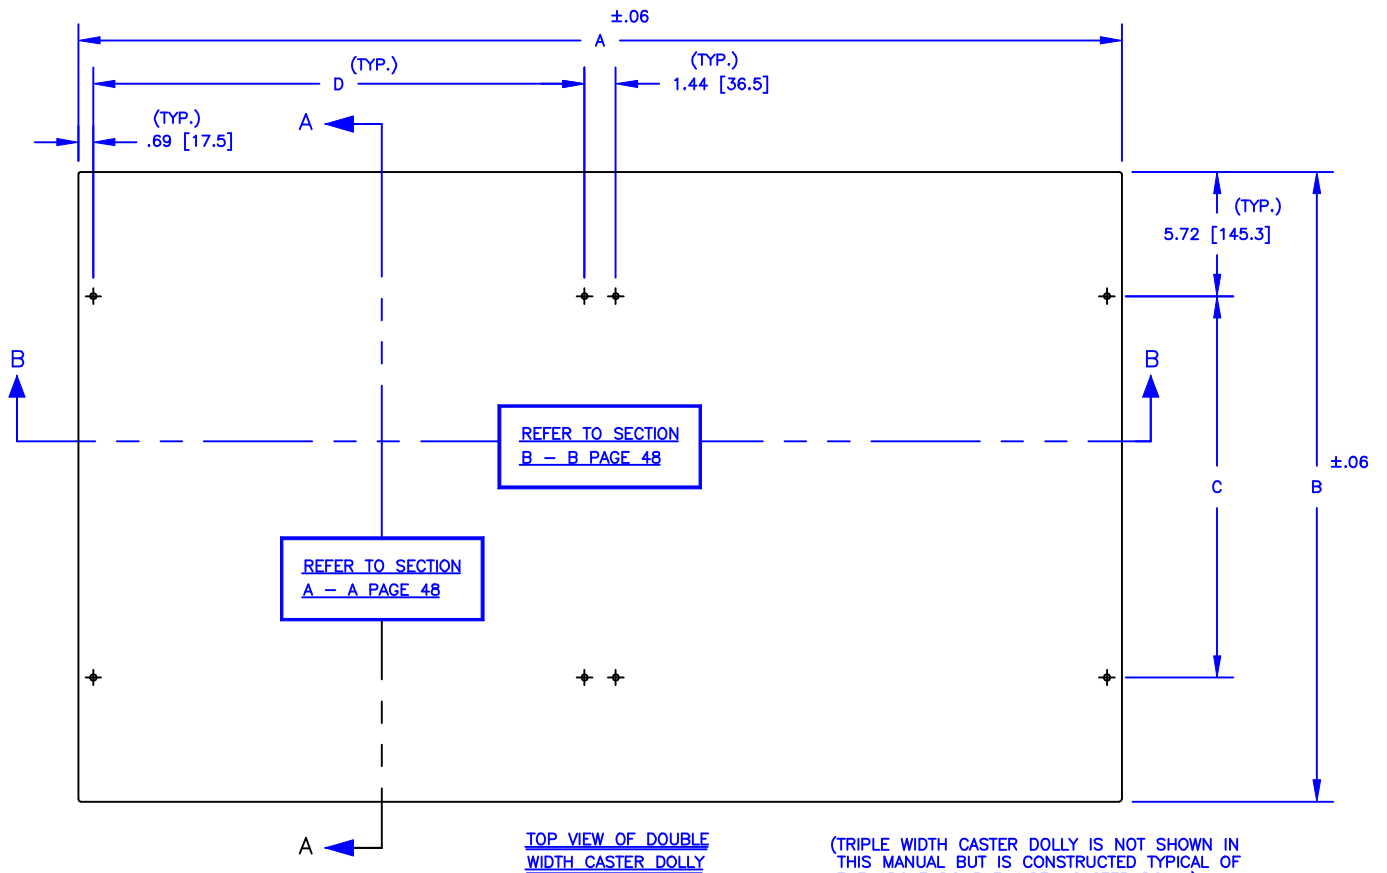 ±.06
A
(TYP.)
D
(TYP.)
1.44 [36.5]
(TYP.)
.69 [17.5]
A
(TYP.)
5.72 [145.3]
B
B
REFER TO SECTION
B - B PAGE 48
±.06
C
B
REFER TO SECTION
A - A PAGE 48
A
TOP VIEW OF DOUBLE
WIDTH CASTER DOLLY
(TRIPLE WIDTH CASTER DOLLY IS NOT SHOWN IN
THIS MANUAL BUT IS CONSTRUCTED TYPICAL OF